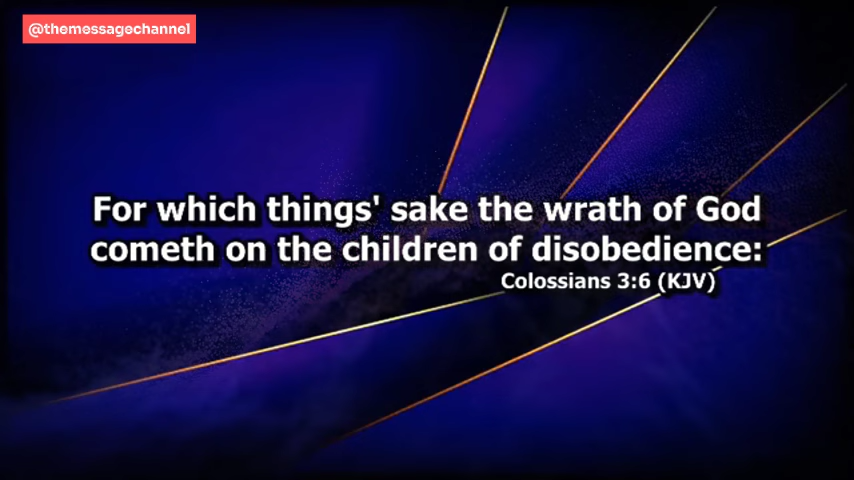 @themessagechannel
For which things' sake the wrath of God
cometh on the children of disobedience:
Colossians 3:6 (KJV)